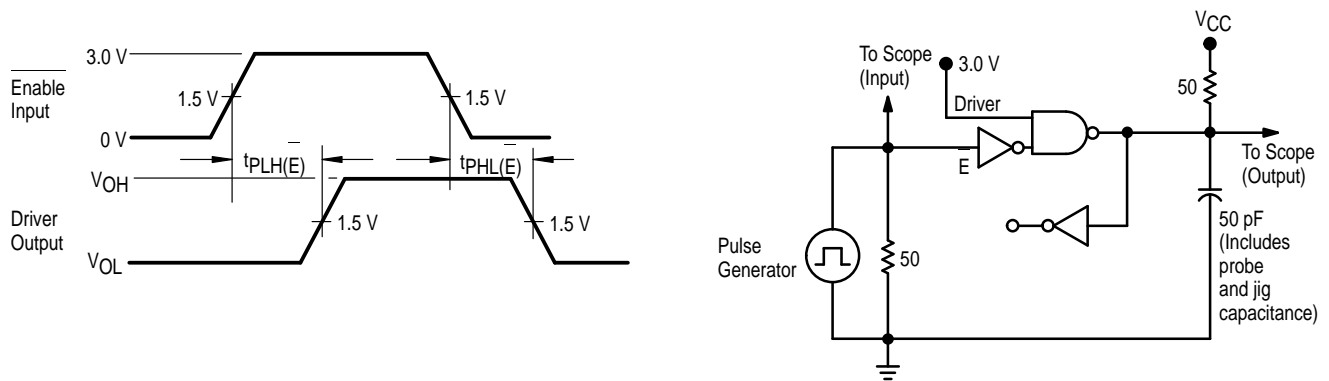 3.0 V
Enable
Input
1.5 V
1.5 V
0 V
tPLH(E)
tPHL(E)
VOH
Driver
Output
1.5 V
1.5 V
VOL
VCC
To Scope
(Input)
3.0 V
50
Driver
E
To Scope
(Output)
Pulse
Generator
50
50 pF
(Includes
probe
and jig
capacitance)